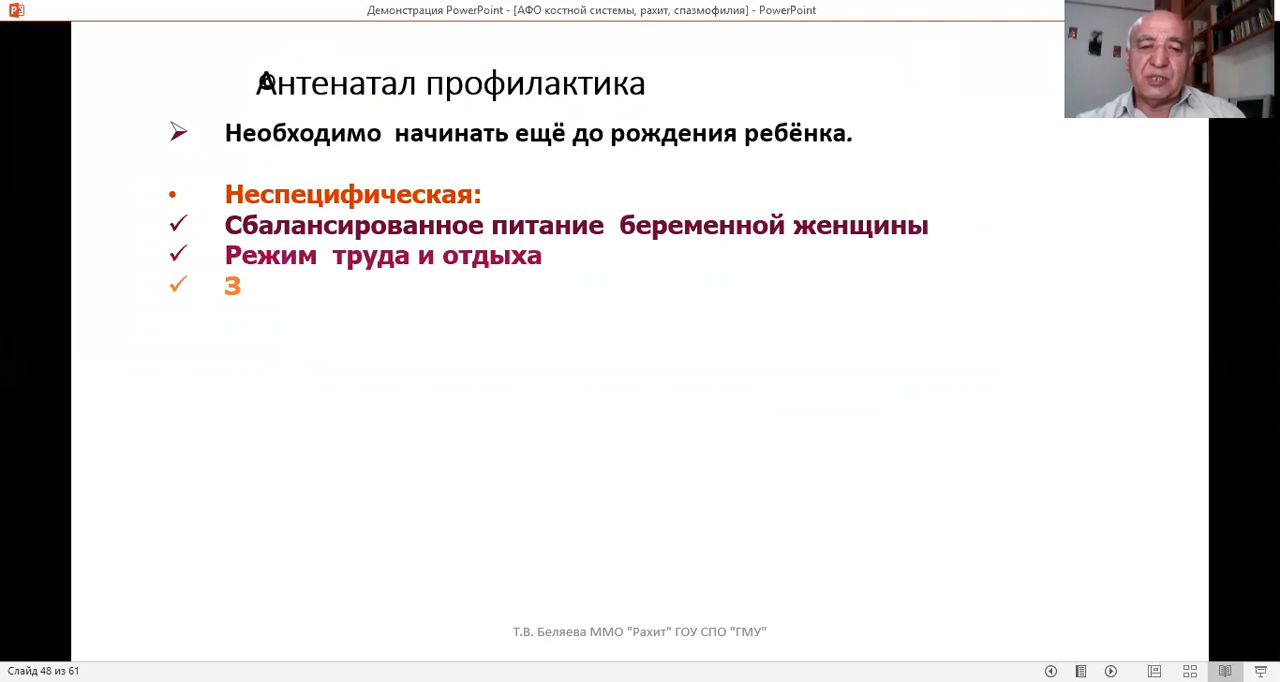 Демонстрация PowerPoint - [АФО костной системы, рахит, спазмофилия] - PowerPoint
Антенатал профилактика
Необходимо начинать ещё до рождения ребёнка.
Неспецифическая:
Сбалансированное питание беременной женщины
Режим труда и отдыха
З
Т.В. Беляева ММО "Рахит" ГОУ СПО "ГМУ"
Слайд 48 из 61